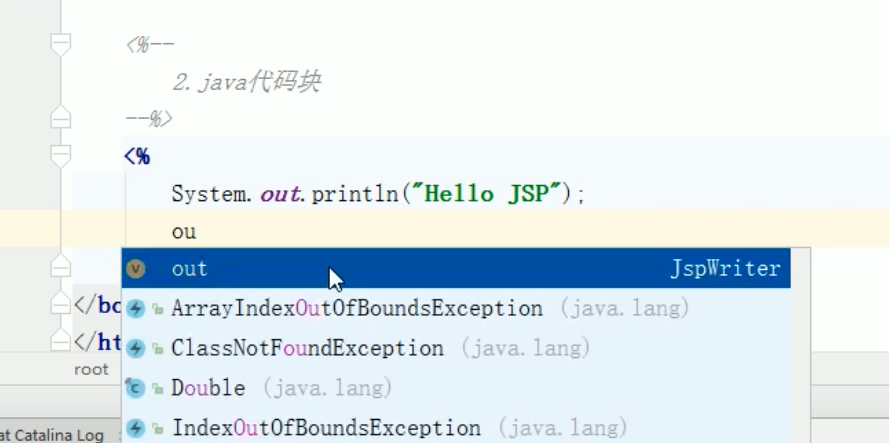 <%--
2.java代码块
--%>
<%
System.out.println("Hello JSP");
ou
out JspWriter
ArrayIndexOutOfBoundsException (java.lang)
</bo
ClassNotFoundException (java.lang)
</ht
root
Double (java.lang)
IndexOutOfBoundsException (java.lang)
at Catalina Log